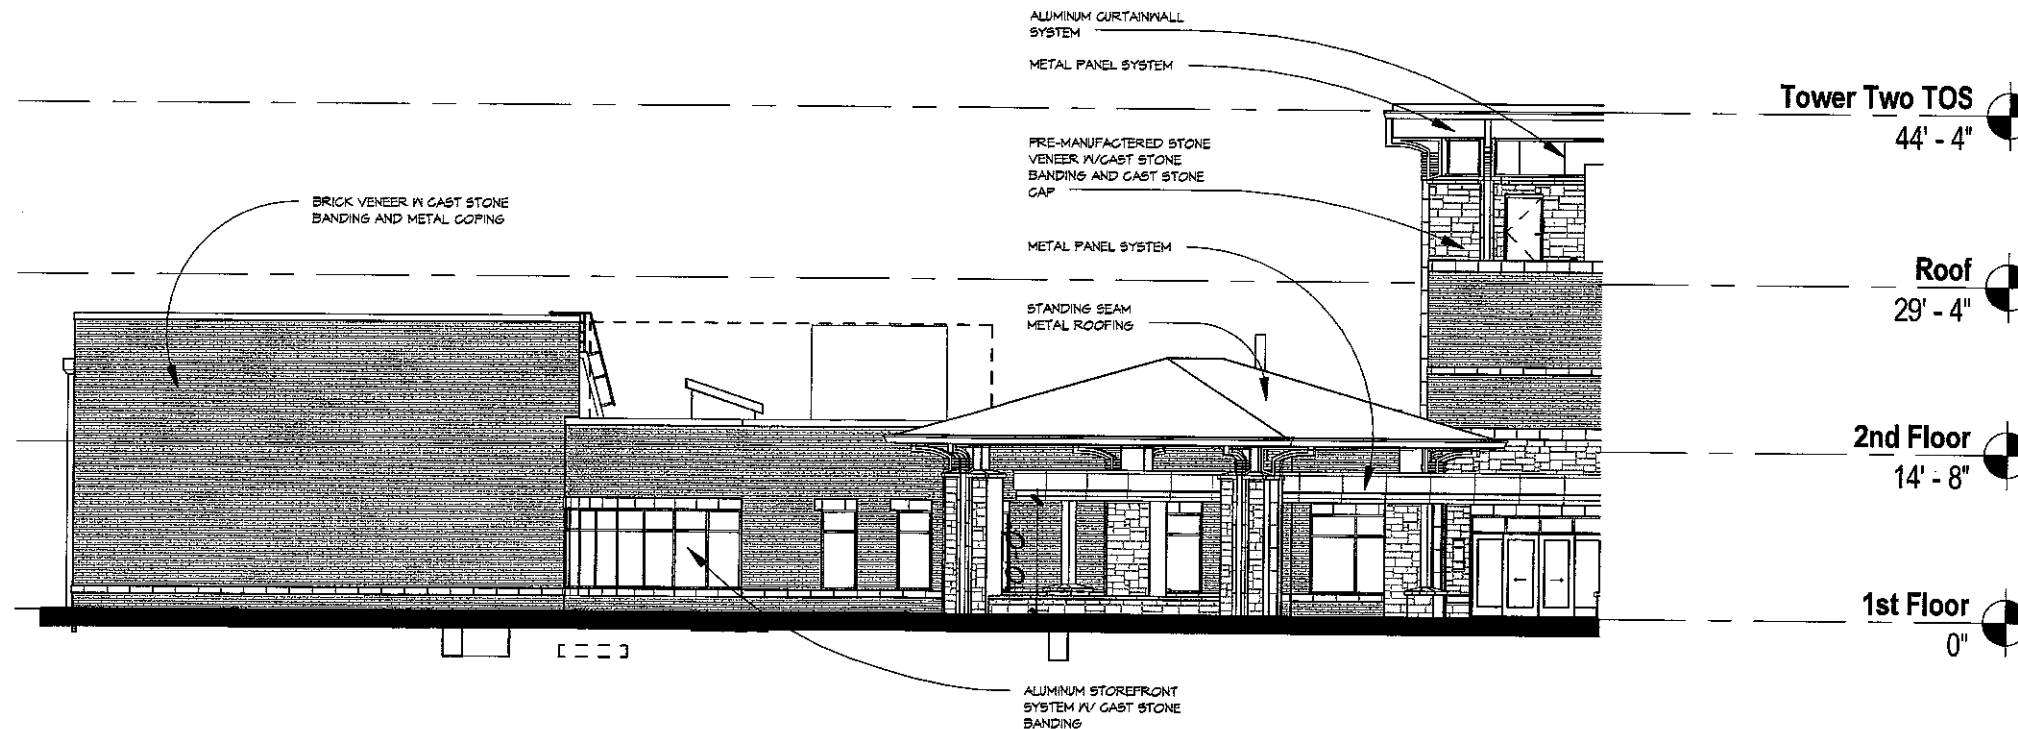 ALUMINUM CURTAINWALL
SYSTEM
METAL PANEL SYSTEM
Tower Two TOS
44' - 4"
PRE-MANUFACTERED STONE
VENEER W/CAST STONE
BANDING AND CAST STONE
CAP
BRICK VENEER W CAST STONE
BANDING AND METAL COPING
METAL PANEL SYSTEM
Roof
29' - 4"
STANDING SEAM
METAL ROOFING
2nd Floor
14' - 8"
1st Floor
0"
ALUMINUM STOREFRONT
SYSTEM W/ CAST STONE
BANDING